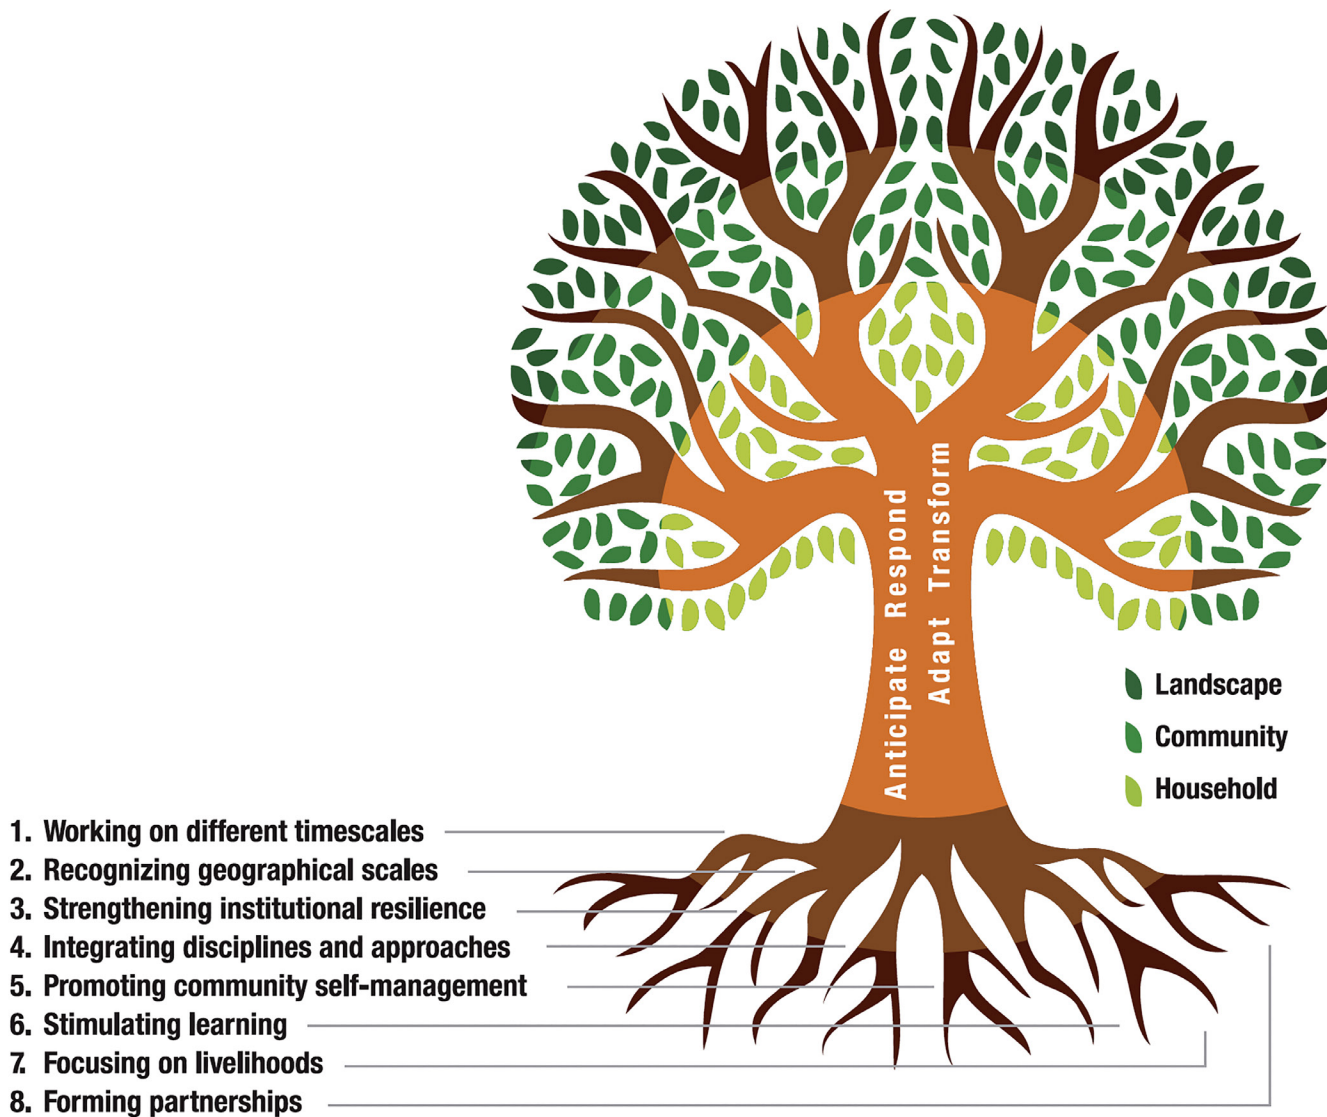 Anticipate Respond
Adapt Transform
Landscape
Community
Household
1. Working on different timescales
2. Recognizing geographical scales
3. Strengthening institutional resilience
4. Integrating disciplines and approaches
5. Promoting community self-management
6. Stimulating learning
7. Focusing on livelihoods
8. Forming partnerships